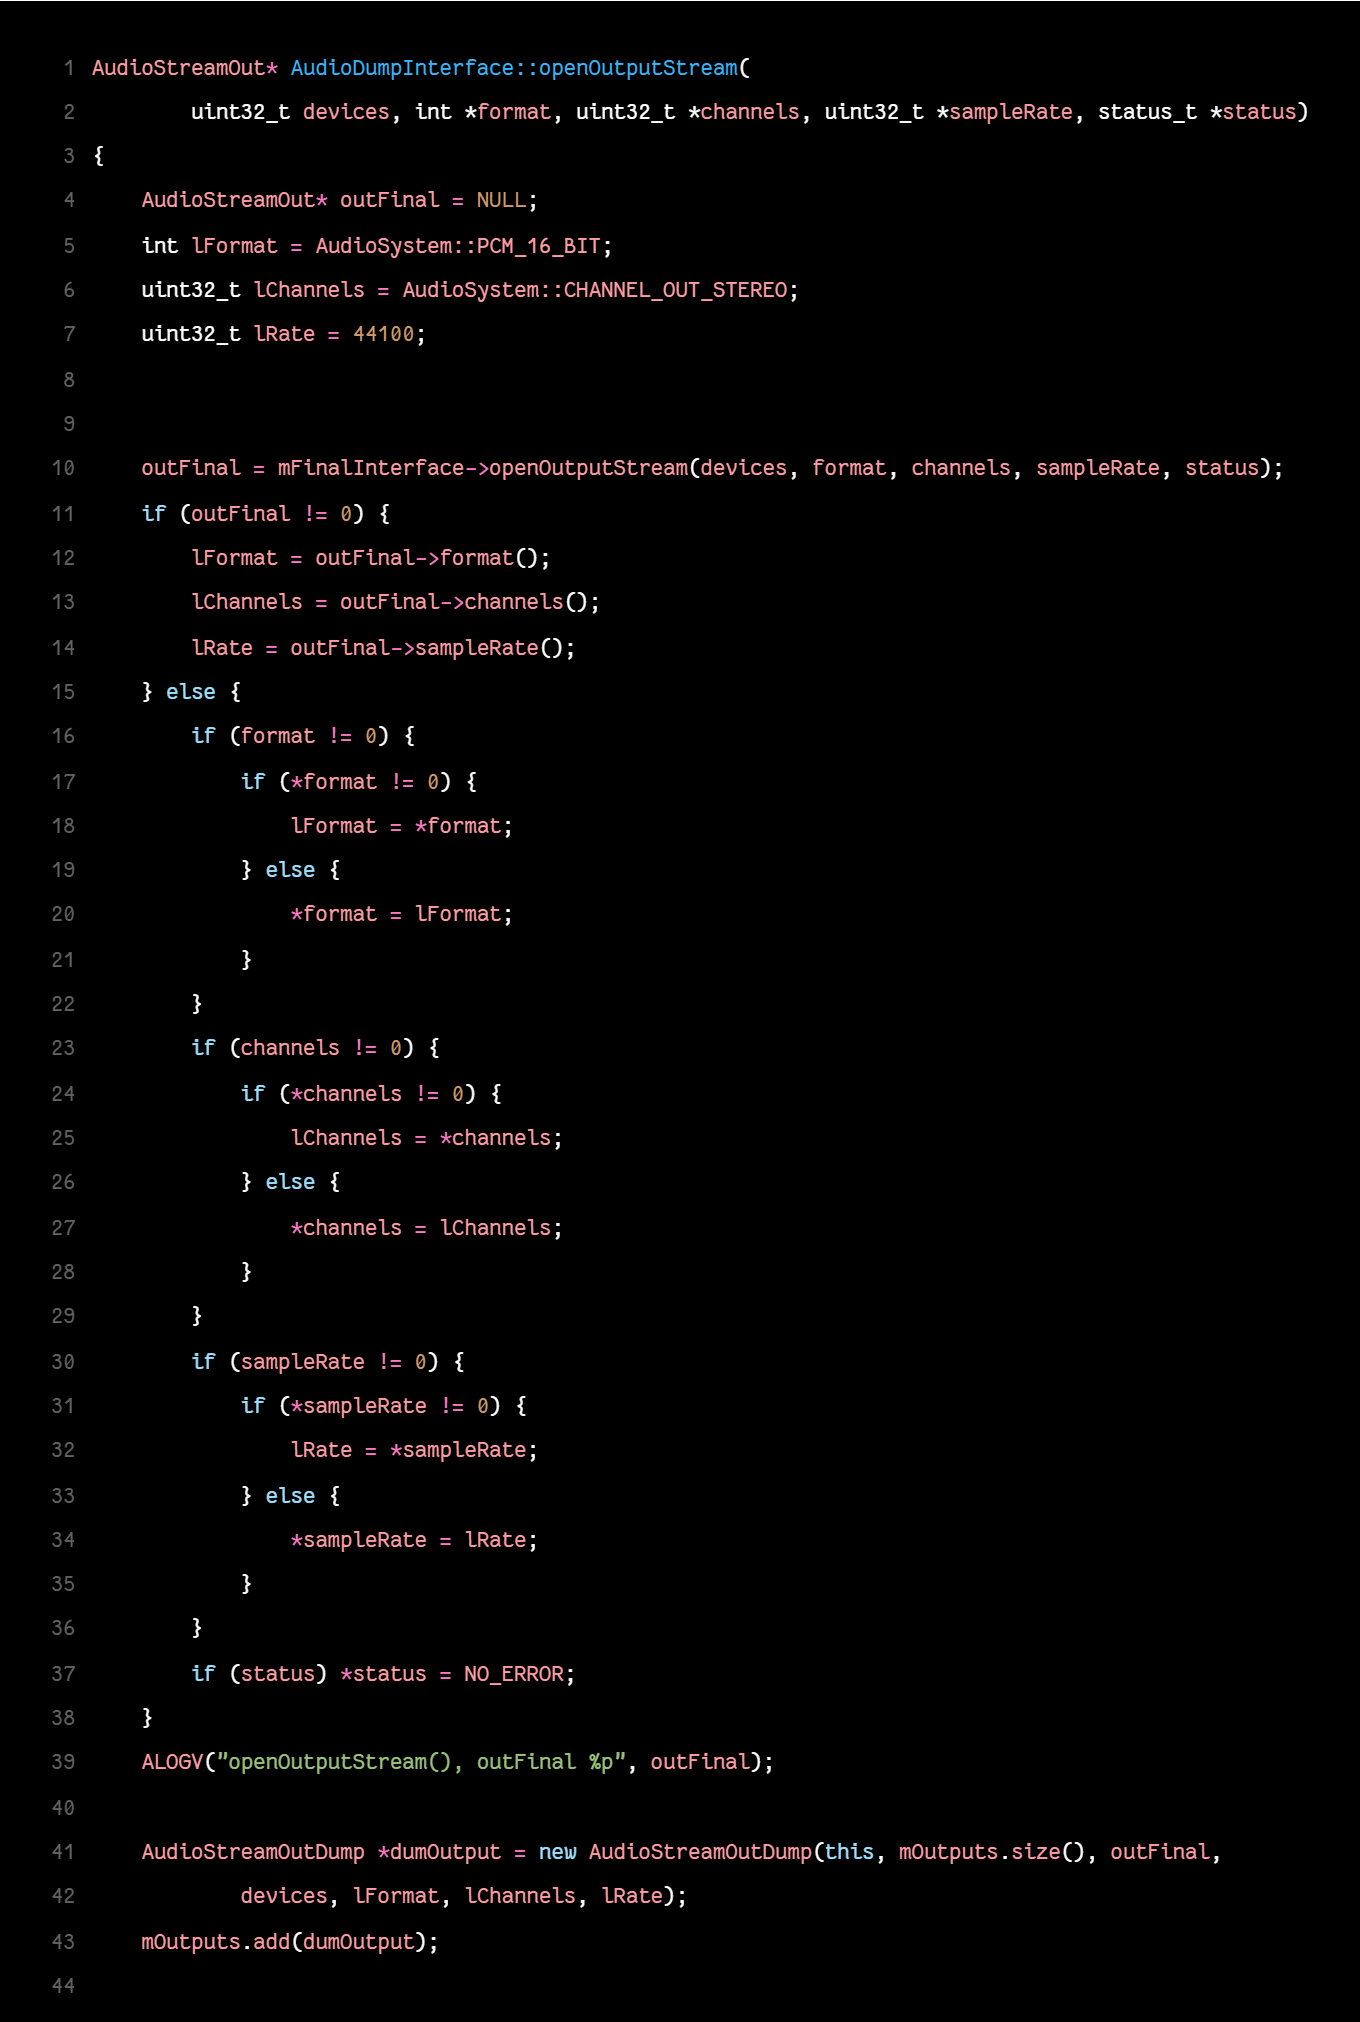 1 AudioStreamOut* AudioDumpInterface::openOutputStream(
2         uint32_t devices, int *format, uint32_t *channels, uint32_t *sampleRate, status_t *status)
3 {
4     AudioStreamOut* outFinal = NULL;
5     int lFormat = AudioSystem::PCM_16_BIT;
6     uint32_t lChannels = AudioSystem::CHANNEL_OUT_STEREO;
7     uint32_t lRate = 44100;
8
9
10     outFinal = mFinalInterface->openOutputStream(devices, format, channels, sampleRate, status);
11     if (outFinal != 0) {
12         lFormat = outFinal->format();
13         lChannels = outFinal->channels();
14         lRate = outFinal->sampleRate();
15     } else {
16         if (format != 0) {
17             if (*format != 0) {
18                 lFormat = *format;
19             } else {
20                 *format = lFormat;
21             }
22         }
23         if (channels != 0) {
24             if (*channels != 0) {
25                 lChannels = *channels;
26             } else {
27                 *channels = lChannels;
28             }
29         }
30         if (sampleRate != 0) {
31             if (*sampleRate != 0) {
32                 lRate = *sampleRate;
33             } else {
34                 *sampleRate = lRate;
35             }
36         }
37         if (status) *status = NO_ERROR;
38     }
39     ALOGV("openOutputStream(), outFinal %p", outFinal);
40
41     AudioStreamOutDump *dumOutput = new AudioStreamOutDump(this, mOutputs.size(), outFinal,
42             devices, lFormat, lChannels, lRate);
43     mOutputs.add(dumOutput);
44